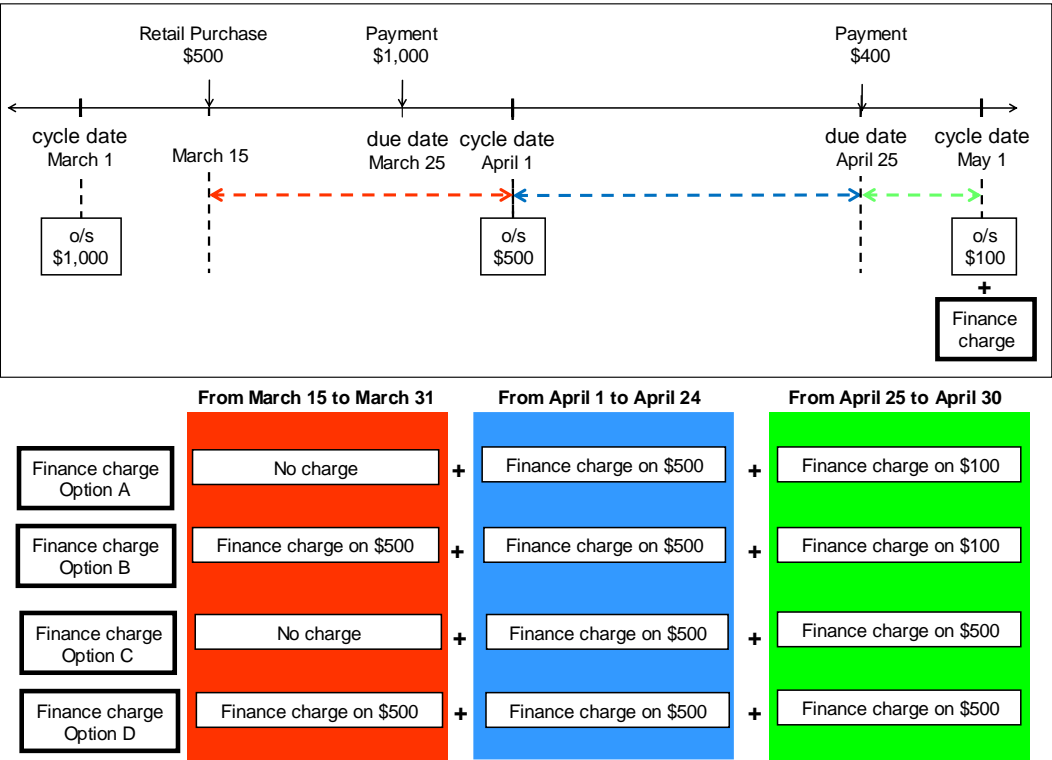 Retail Purchase
$500
Payment
$1,000
Payment
$400
cycle date
March 1
March 15
due date
March 25
cycle date
April 1
due date
April 25
cycle date
May 1
o/s
$1,000
o/s
$500
o/s
$100
+
Finance
charge
From March 15 to March 31
From April 1 to April 24
From April 25 to April 30
Finance charge
Option A
No charge
+
Finance charge on $500
+
Finance charge on $100
Finance charge
Option B
Finance charge on $500
+
Finance charge on $500
+
Finance charge on $100
Finance charge
Option C
No charge
+
Finance charge on $500
+
Finance charge on $500
Finance charge
Option D
Finance charge on $500
+
Finance charge on $500
+
Finance charge on $500